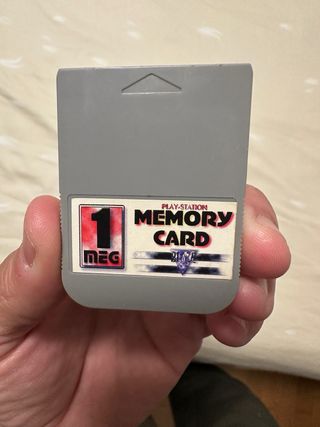 1
MEG
PLAY-STATION
MEMORY
CARD